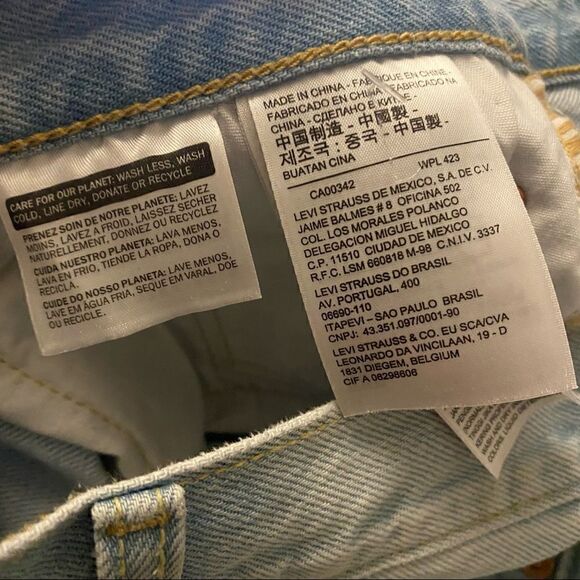 CARE FOR OUR PLANET: WASH LESS, WASH
COLD, LINE DRY, DONATE OR RECYCLE
PRENEZ SOIN DE NOTRE PLANETE: LAVEZ
MOINS, LAVEZ A FROID, LAISSEZ SECHER
NATURELLEMENT, DONNEZ OU RECYCLEZ
CUIDA NUESTRO PLANETA: LAVA MENOS,
LAVA EN FRIO, TIENDE LA ROPA, DONA O
RECICLA.
CUIDE DO NOSSO PLANETA: LAVE MENOS,
LAVE EM ÁGUA FRIA, SEQUE EM VARAL, DOE
OU RECICLE.
MADE IN CHINA - FABRIQUE EN CHINE -
FABRICADO EN CHINA - FABRICADO NA
CHINA - СДЕЛАНО В КИТАЕ -
中国制造 - 中國製 -
제조국 : 중국 - 中国製 -
BUATAN CINA
CA00342 WPL 423
LEVI STRAUSS DE MEXICO, S.A. DE C.V.
JAIME BALMES # 8 OFICINA 502
COL. LOS MORALES POLANCO
DELEGACION MIGUEL HIDALGO
C.P. 11510 CIUDAD DE MEXICO
R.F.C. LSM 660818 M-98 C.N.I.V. 3337
LEVI STRAUSS DO BRASIL
AV. PORTUGAL, 400
06690-110
ITAPEVI – SAO PAULO BRASIL
CNPJ: 43.351.097/0001-90
LEVI STRAUSS & CO. EU SCA/CVA
LEONARDO DA VINCILAAN, 19 - D
1831 DIEGEM, BELGIUM
CIF A 08298606